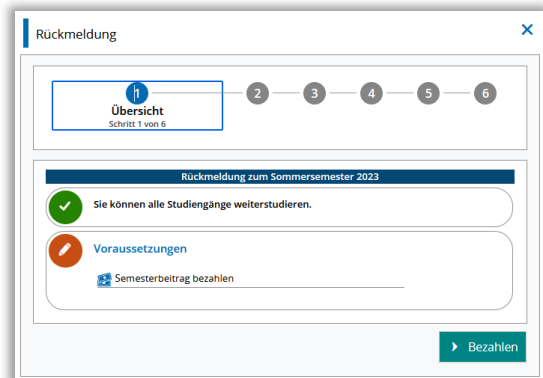 Rückmeldung
1 2 3 4 5 6
Übersicht
Schritt 1 von 6
Rückmeldung zum Sommersemester 2023
Sie können alle Studiengänge weiterstudieren.
Voraussetzungen
Semesterbeitrag bezahlen
Bezahlen